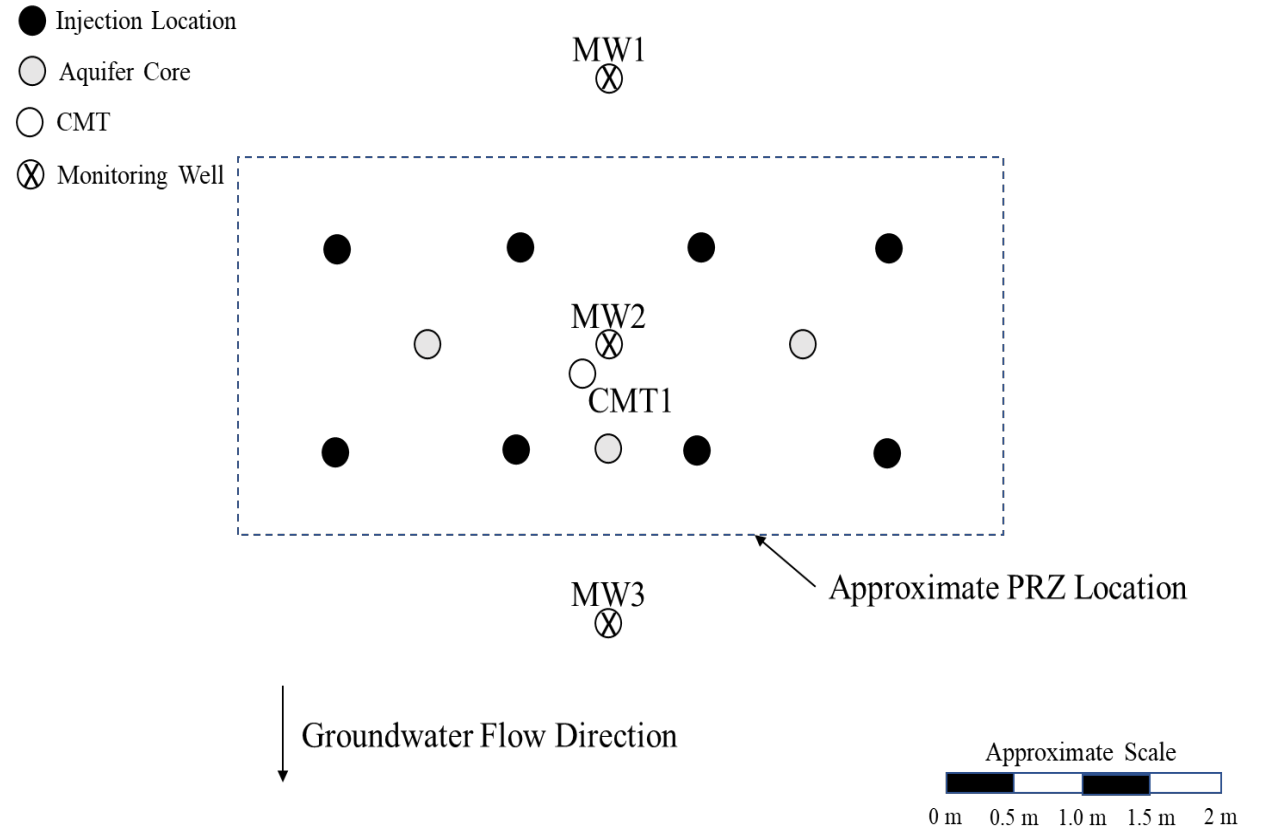 Injection Location
Aquifer Core
CMT
Monitoring Well
MW1
MW2
CMT1
MW3
Approximate PRZ Location
Groundwater Flow Direction
Approximate Scale
0 m 0.5 m 1.0 m 1.5 m 2 m